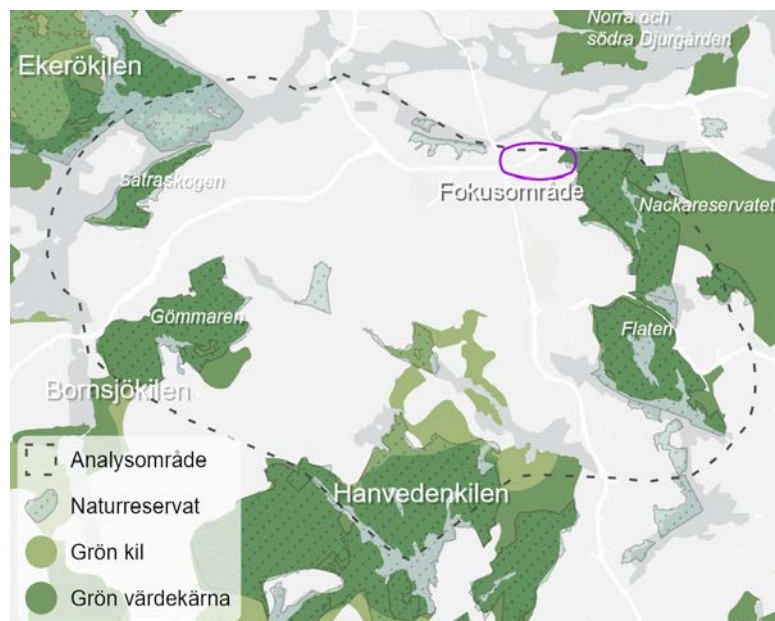 Norra och
södra Djurgården
Ekerökilen
Sätraskogen
Fokusområde
Nackareservatet
Gömmaren
Flaten
Bornsjökilen
Hanvedenkilen
Analysområde
Naturreservat
Grön kil
Grön värdekärna